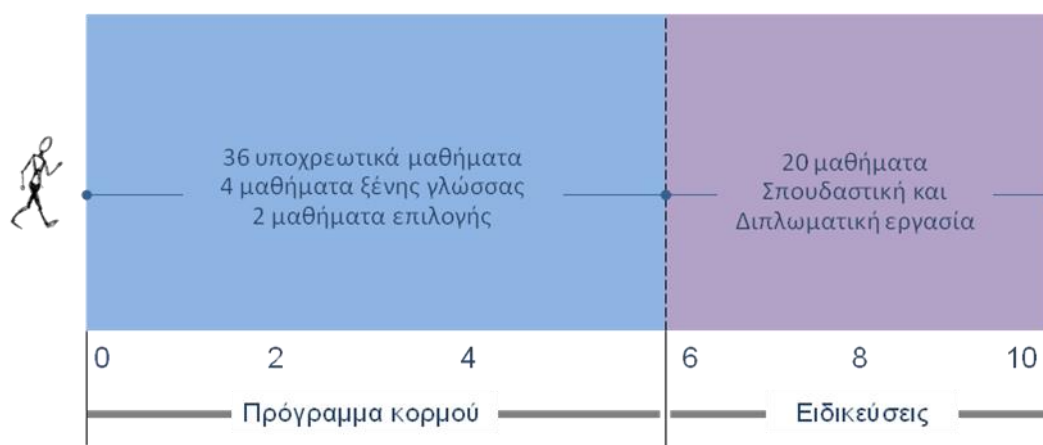 36 υποχρεωτικά μαθήματα
4 μαθήματα ξένης γλώσσας
2 μαθήματα επιλογής
20 μαθήματα
Σπουδαστική και
Διπλωματική εργασία
0 2 4 6 8 10
Πρόγραμμα κορμού Ειδικεύσεις